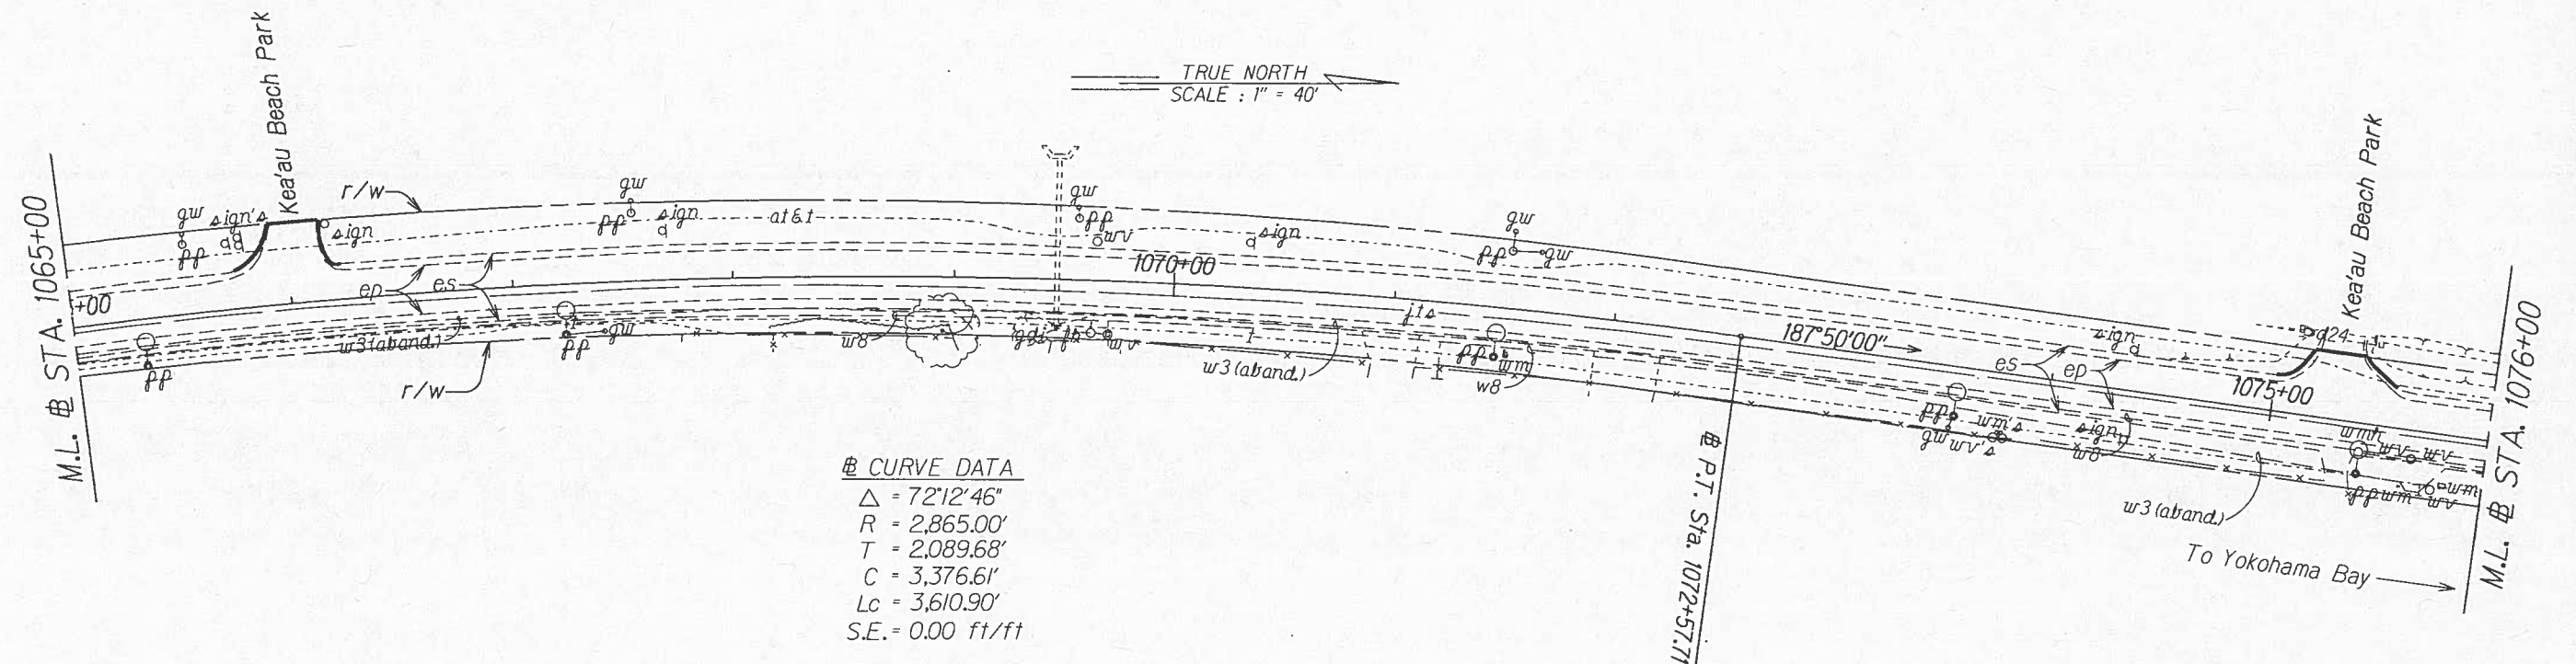 TRUE NORTH
SCALE : 1" = 40'
Kea'au Beach Park
Kea'au Beach Park
M.L. ℄ STA. 1065+00
+00
r/w
gw
sign's
pp
sign
gw
pp
sign
at&t
gw
pp
wv
sign
gw
pp
gw
1070+00
ep
es
w3 (aband.)
pp
pp
gw
r/w
w8
wv
w3 (aband.)
jts
pp
wm
w8
187°50'00"
sign
es
ep
d24
1075+00
pp
gw
wm's
wv's
sign
w8
wmh
wv
wv
pp
wm
wv
wm
w3 (aband.)
To Yokohama Bay
M.L. ℄ STA. 1076+00
℄ P.T. Sta. 1072+57.71
℄ CURVE DATA
Δ = 72°12'46"
R = 2,865.00'
T = 2,089.68'
C = 3,376.61'
Lc = 3,610.90'
S.E. = 0.00 ft/ft